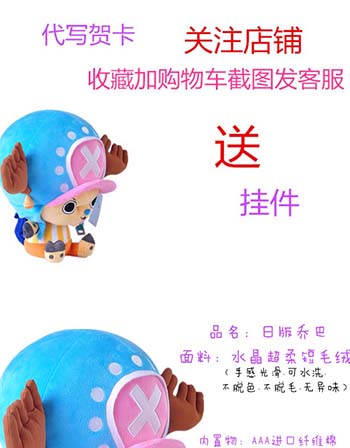 代写贺卡
关注店铺
收藏加购物车截图发客服
送
挂件
品名:日版乔巴
面料:水晶超柔短毛绒
(手感光滑.可水洗.
不脱色.不脱毛.无异味)
内置物:AAA进口纤维棉